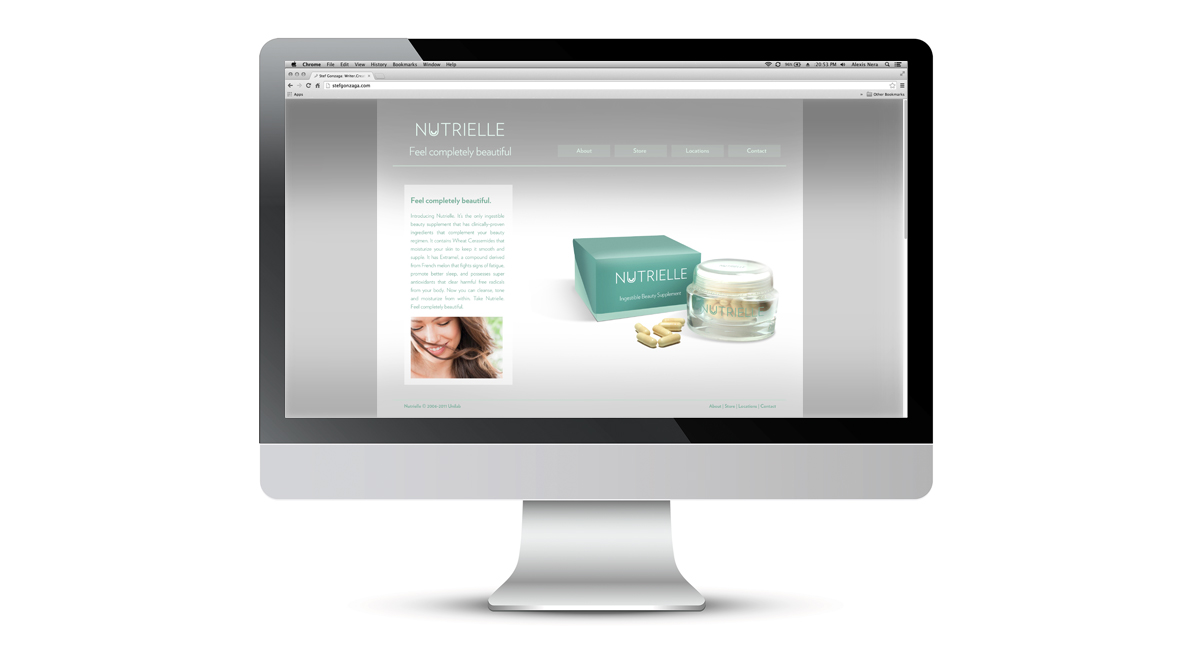 Chrome File Edit View History Bookmarks Window Help
98% 20:53 PM Alexis Nera
Stef Gonzaga: Writer Crea
stefgonzaga.com
Apps
Other Bookmarks
NUTRIELLE
Feel completely beautiful
About Store Locations Contact
Feel completely beautiful.
Introducing Nutrielle. It's the only ingestible
beauty supplement that has clinically-proven
ingredients that complement your beauty
regimen. It contains Wheat Ceramides that
moisturize your skin to keep it smooth and
supple. It has Extramel, a compound derived
from French melon that fights signs of fatigue,
promote better sleep, and possesses super
antioxidants that clear harmful free radicals
from your body. Now you can cleanse, tone
and moisturize from within. Take Nutrielle.
Feel completely beautiful.
NUTRIELLE
Ingestible Beauty Supplement
NUTRIELLE
About | Store | Locations | Contact